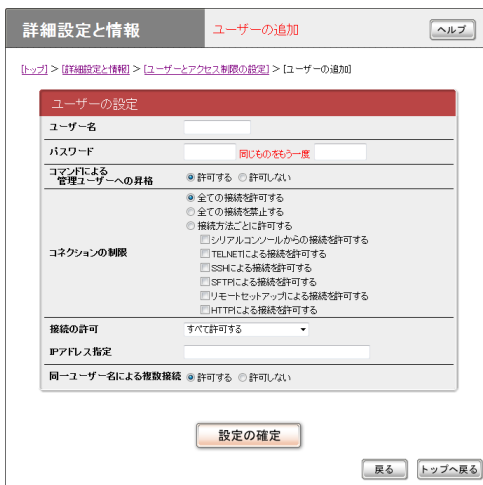 詳細設定と情報 ユーザーの追加 ヘルプ
[トップ] > [詳細設定と情報] > [ユーザーとアクセス制限の設定] > [ユーザーの追加]
ユーザーの設定
ユーザー名
パスワード 同じものをもう一度
コマンドによる
管理ユーザーへの昇格 許可する 許可しない
コネクションの制限
全ての接続を許可する
全ての接続を禁止する
接続方法ごとに許可する
シリアルコンソールからの接続を許可する
TELNETによる接続を許可する
SSHによる接続を許可する
SFTPによる接続を許可する
リモートセットアップによる接続を許可する
HTTPによる接続を許可する
接続の許可 すべて許可する
IPアドレス指定
同一ユーザー名による複数接続 許可する 許可しない
設定の確定
戻る トップへ戻る